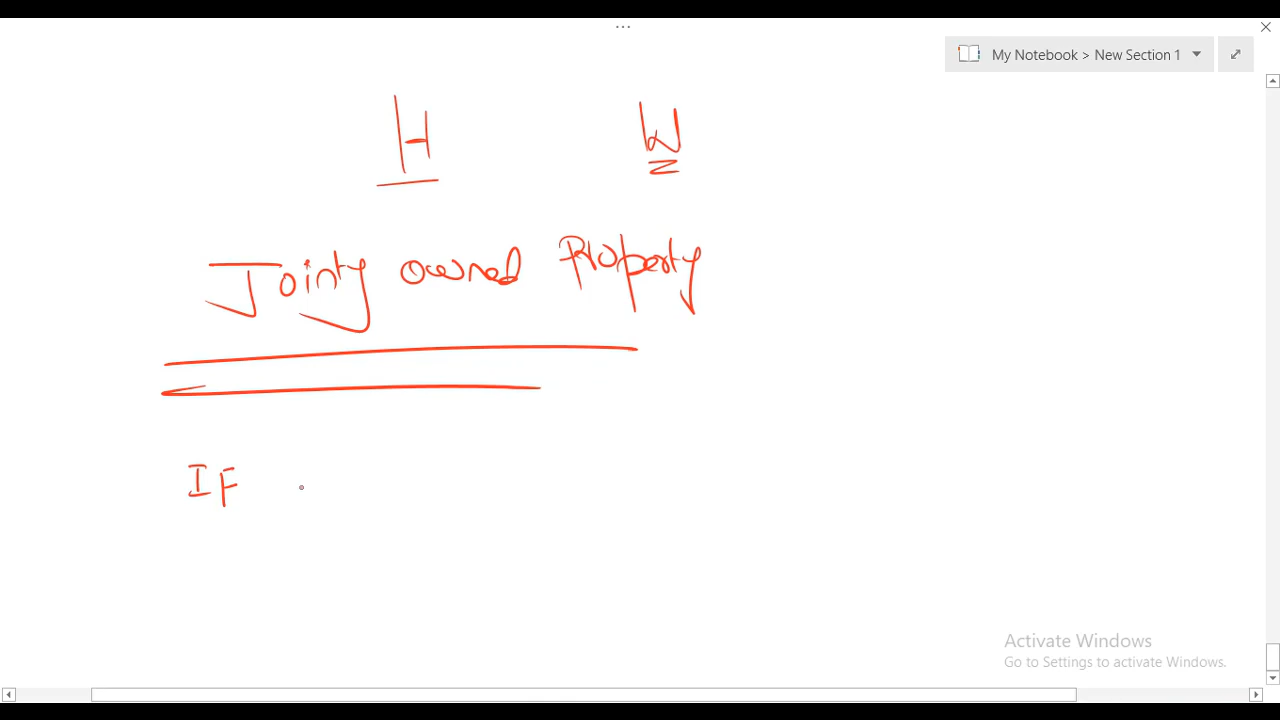 ...
My Notebook > New Section 1
H W
Jointy owned Property
IF
Activate Windows
Go to Settings to activate Windows.